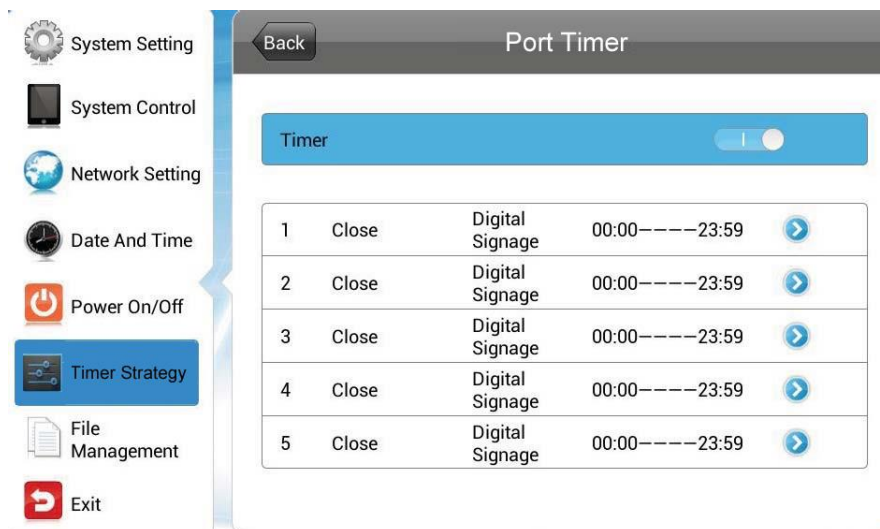 System Setting
System Control
Network Setting
Date And Time
Power On/Off
Timer Strategy
File
Management
Exit
Back
Port Timer
Timer
1 Close Digital Signage 00:00————23:59
2 Close Digital Signage 00:00————23:59
3 Close Digital Signage 00:00————23:59
4 Close Digital Signage 00:00————23:59
5 Close Digital Signage 00:00————23:59